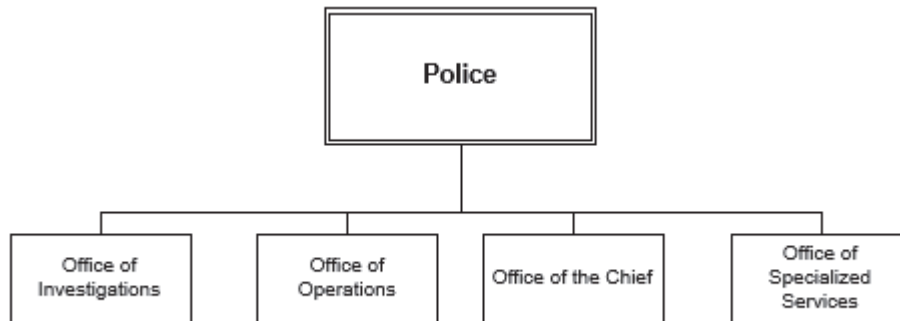 Police
Office of
Investigations
Office of
Operations
Office of the Chief
Office of
Specialized
Services